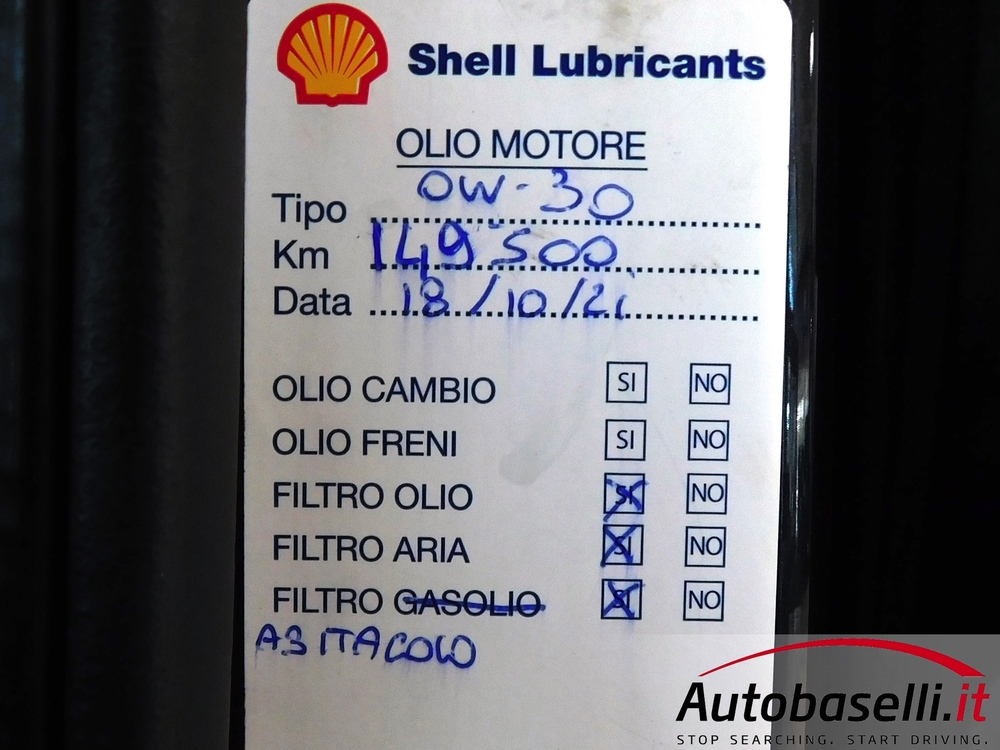 Shell Lubricants
OLIO MOTORE
Tipo 0W-30
Km 149500
Data 18/10/21
OLIO CAMBIO SI NO
OLIO FRENI SI NO
FILTRO OLIO SI NO
FILTRO ARIA SI NO
FILTRO GASOLIO SI NO
ABITACOLO
Autobaselli.it
STOP SEARCHING. START DRIVING.